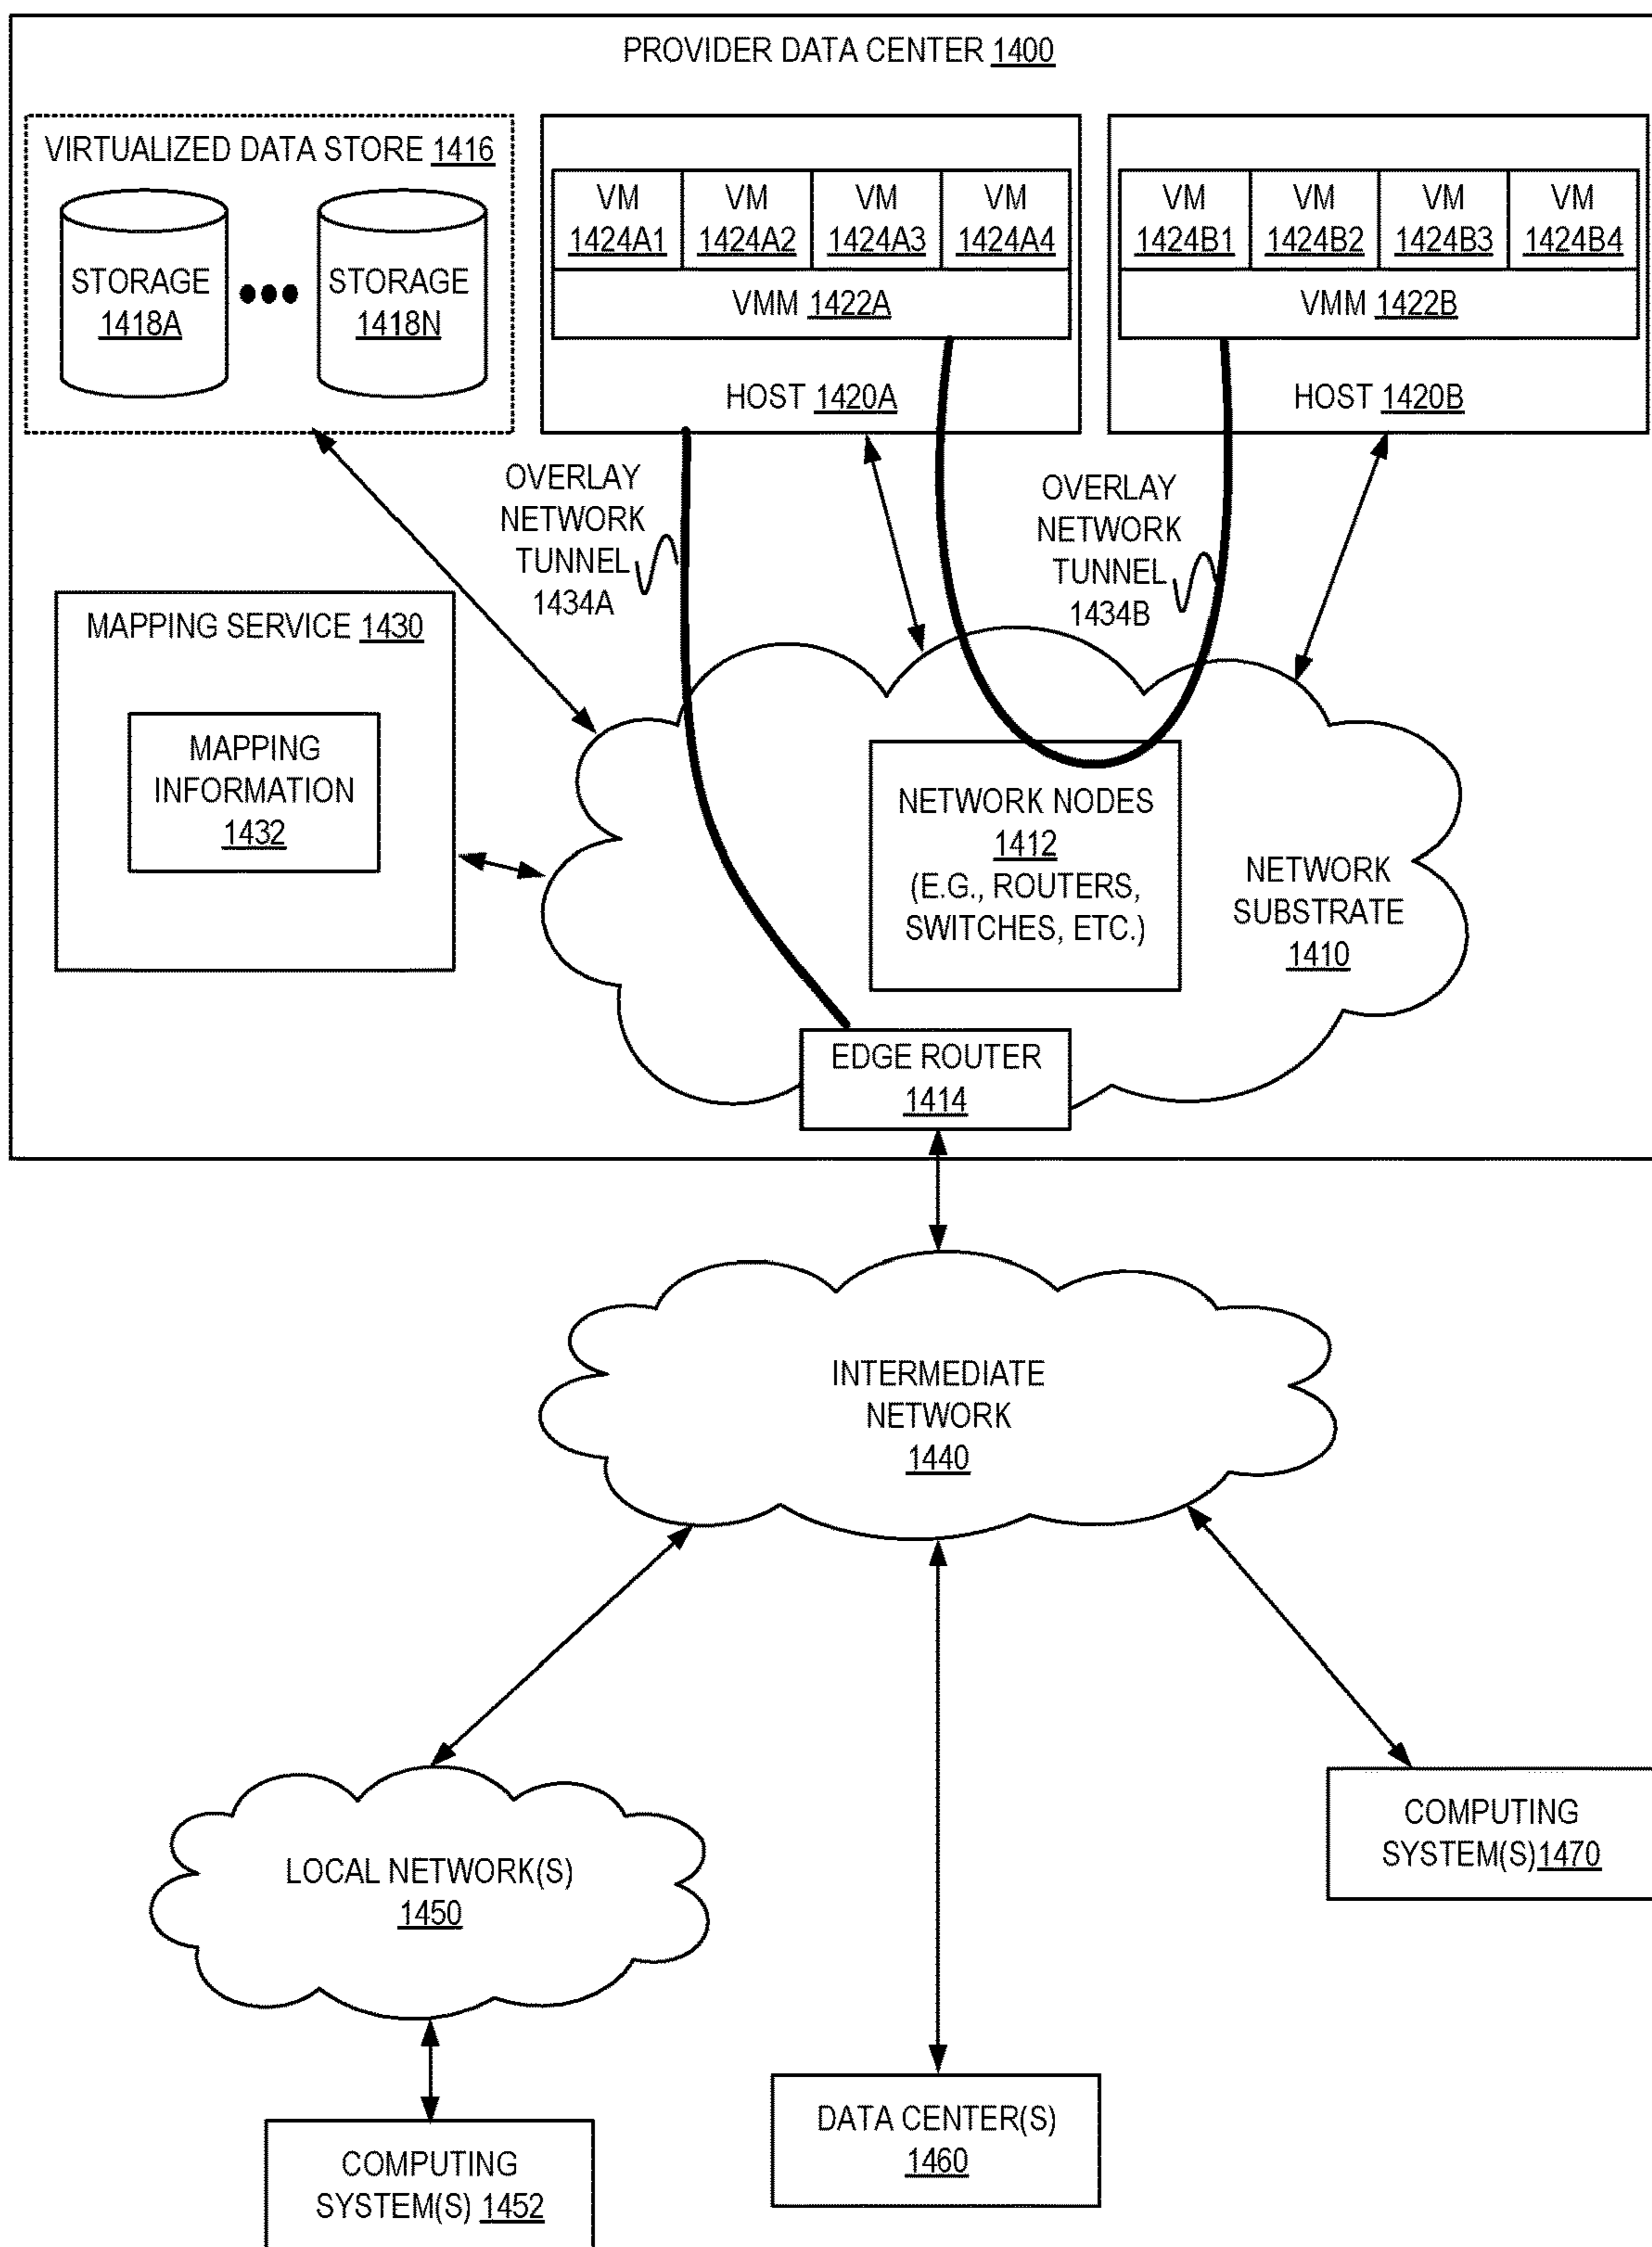 PROVIDER DATA CENTER 1400
VIRTUALIZED DATA STORE 1416
STORAGE
1418A
STORAGE
1418N
VM
1424A1
VM
1424A2
VM
1424A3
VM
1424A4
VMM 1422A
HOST 1420A
VM
1424B1
VM
1424B2
VM
1424B3
VM
1424B4
VMM 1422B
HOST 1420B
OVERLAY
NETWORK
TUNNEL
1434A
OVERLAY
NETWORK
TUNNEL
1434B
MAPPING SERVICE 1430
MAPPING
INFORMATION
1432
NETWORK NODES
1412
(E.G., ROUTERS,
SWITCHES, ETC.)
NETWORK
SUBSTRATE
1410
EDGE ROUTER
1414
INTERMEDIATE
NETWORK
1440
LOCAL NETWORK(S)
1450
COMPUTING
SYSTEM(S)1470
DATA CENTER(S)
1460
COMPUTING
SYSTEM(S) 1452